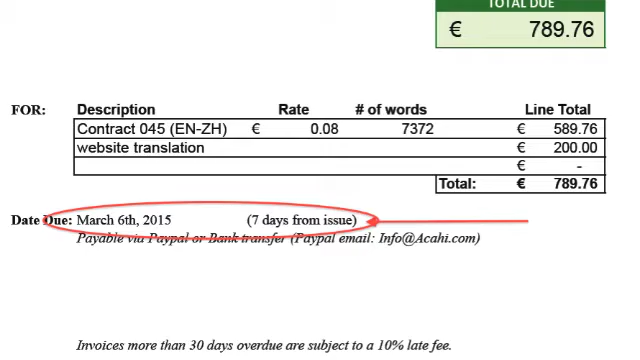 TOTAL DUE
€ 789.76
FOR: Description Rate # of words Line Total
Contract 045 (EN-ZH) € 0.08 7372 € 589.76
website translation € 200.00
€ -
Total: € 789.76
Date Due: March 6th, 2015 (7 days from issue)
Payable via Paypal or Bank transfer (Paypal email: Info@Acahi.com)
Invoices more than 30 days overdue are subject to a 10% late fee.